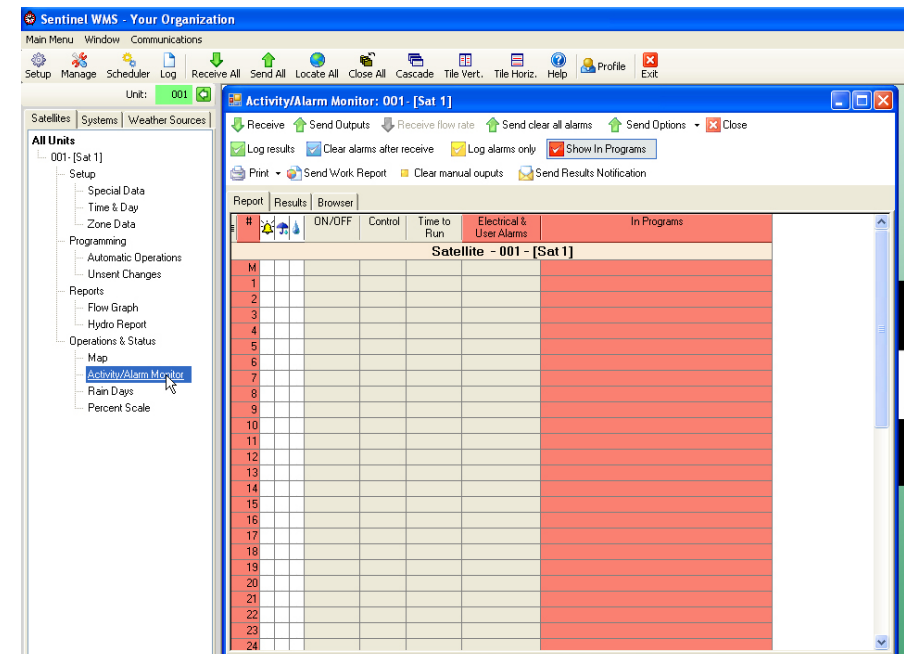 Sentinel WMS - Your Organization
Main Menu Window Communications
Setup Manage Scheduler Log Receive All Send All Locate All Close All Cascade Tile Vert. Tile Horiz. Help Profile Exit
Unit: 001
Satellites Systems Weather Sources
All Units
001- [Sat 1]
Setup
Special Data
Time & Day
Zone Data
Programming
Automatic Operations
Unsent Changes
Reports
Flow Graph
Hydro Report
Operations & Status
Map
Activity/Alarm Monitor
Rain Days
Percent Scale
Activity/Alarm Monitor: 001- [Sat 1]
Receive Send Outputs Receive flow rate Send clear all alarms Send Options Close
Log results Clear alarms after receive Log alarms only Show In Programs
Print Send Work Report Clear manual ouputs Send Results Notification
Report Results Browser
# ON/OFF Control Time to Run Electrical & User Alarms In Programs
Satellite - 001 - [Sat 1]
M
1
2
3
4
5
6
7
8
9
10
11
12
13
14
15
16
17
18
19
20
21
22
23
24